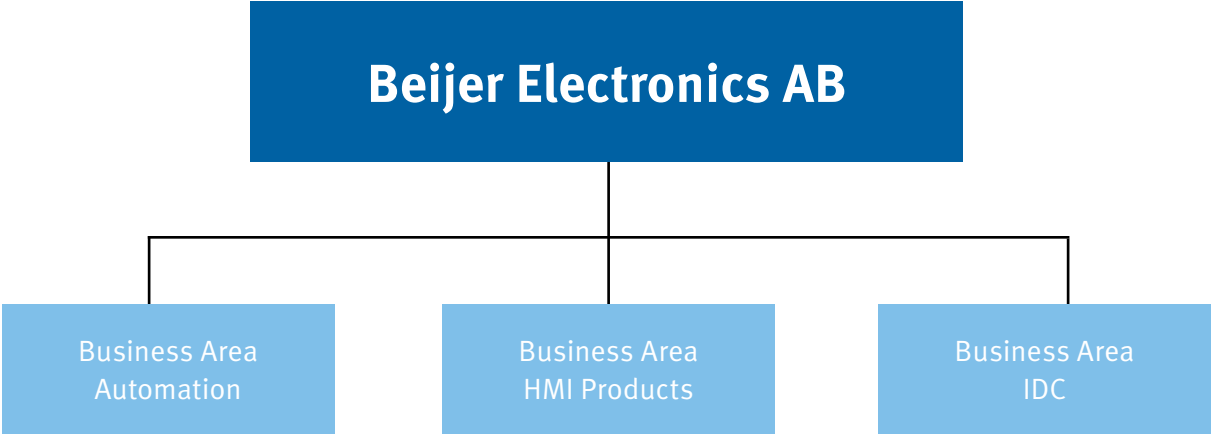 Beijer Electronics AB
Business Area
Automation
Business Area
HMI Products
Business Area
IDC